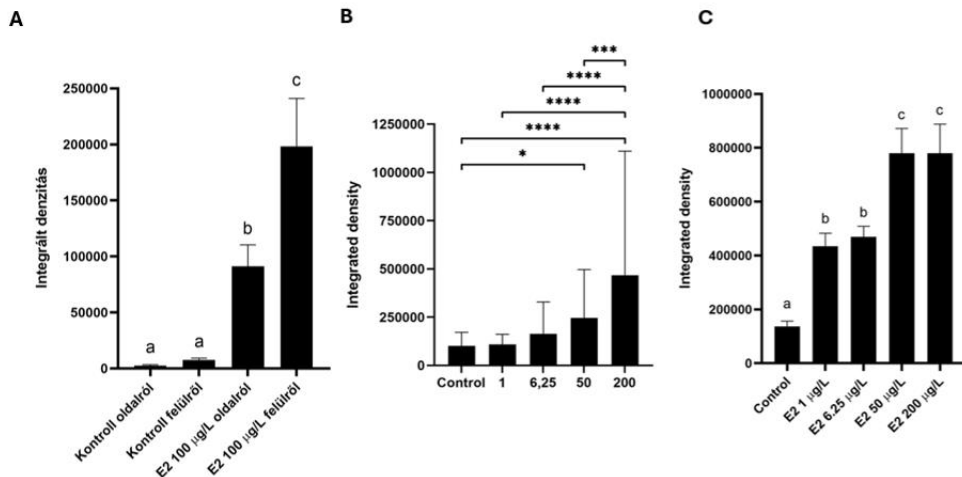 A
Integrált denzitás
250000
200000
150000
100000
50000
0
a
a
b
c
Kontroll oldalról
Kontroll felülről
E2 100 µg/L oldalról
E2 100 µg/L felülről
B
Integrated density
1250000
1000000
750000
500000
250000
0
***
****
****
****
*
Control
1
6,25
50
200
C
Integrated density
1000000
800000
600000
400000
200000
0
a
b
b
c
c
Control
E2 1 µg/L
E2 6.25 µg/L
E2 50 µg/L
E2 200 µg/L